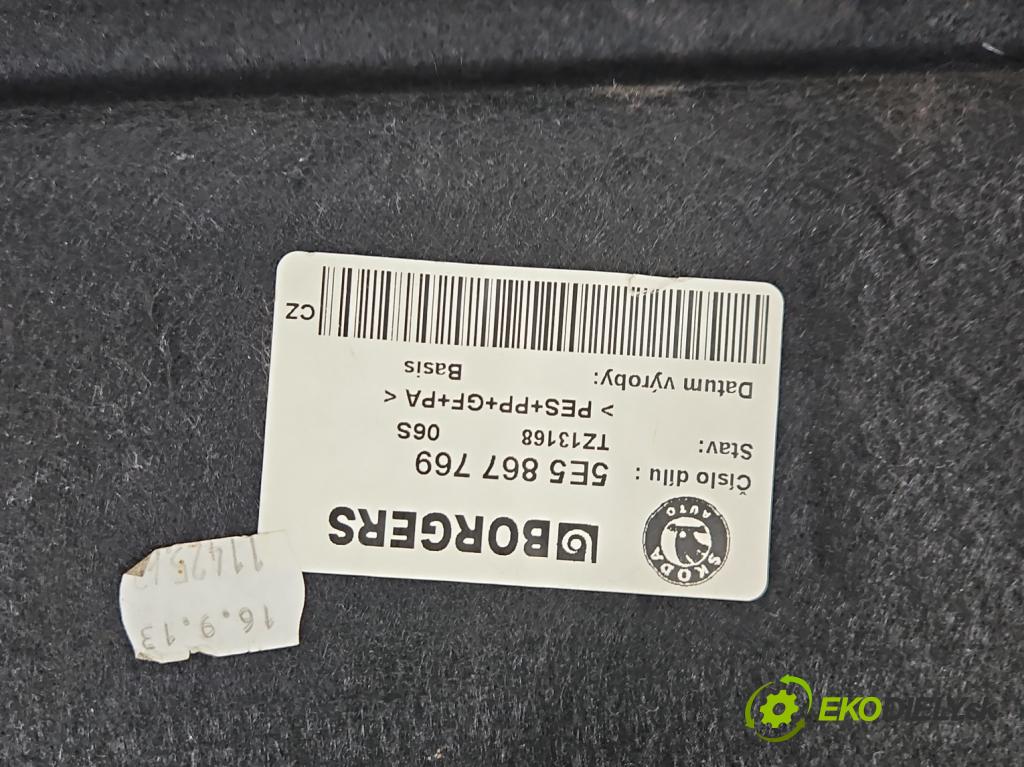 SKODA
AUTO
BORGERS
Číslo dílu :
5E5 867 769
Stav:
TZ13168
06S
> PES+PP+GF+PA <
Datum výroby:
Basis
CZ
16.9.13
EKODIELY.SK